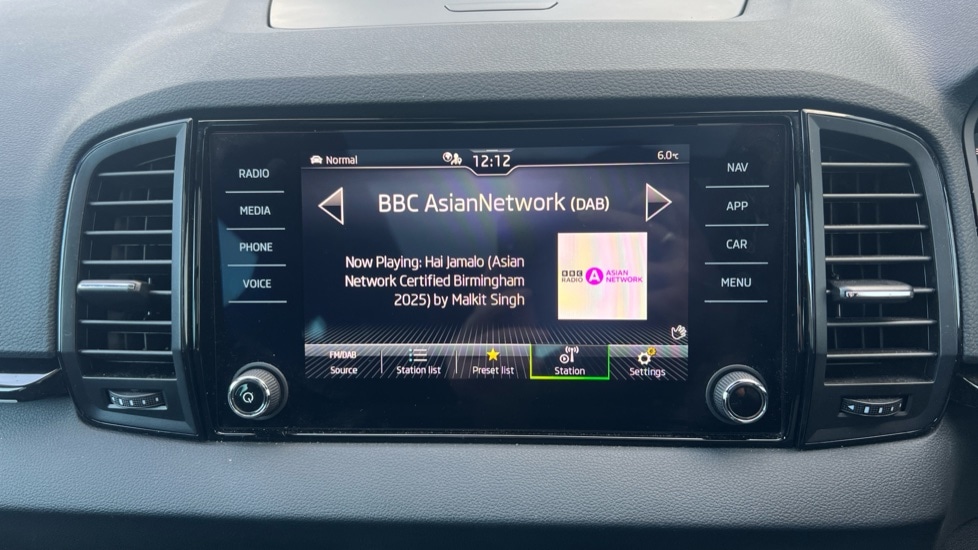 RADIO
MEDIA
PHONE
VOICE
Normal
12:12
6.0°C
BBC AsianNetwork (DAB)
Now Playing: Hai Jamalo (Asian
Network Certified Birmingham
2025) by Malkit Singh
BBC
RADIO
A
ASIAN
NETWORK
FM/DAB
Source
Station list
Preset list
Station
Settings
NAV
APP
CAR
MENU